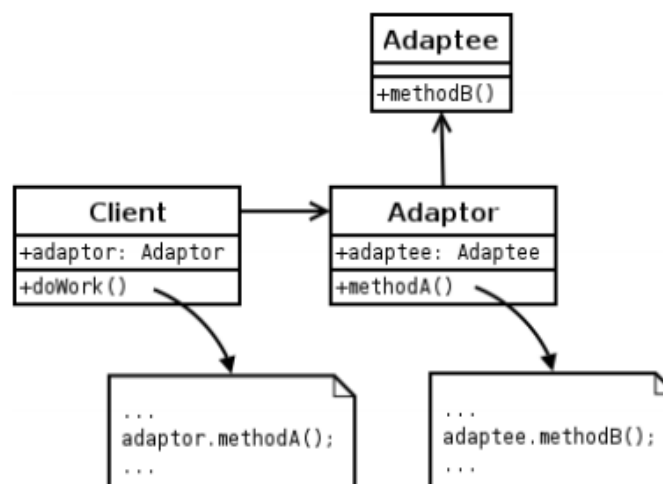 Adaptee
+methodB()
Client
+adaptor: Adaptor
+doWork()
Adaptor
+adaptee: Adaptee
+methodA()
...
adaptor.methodA();
...
...
adaptee.methodB();
...